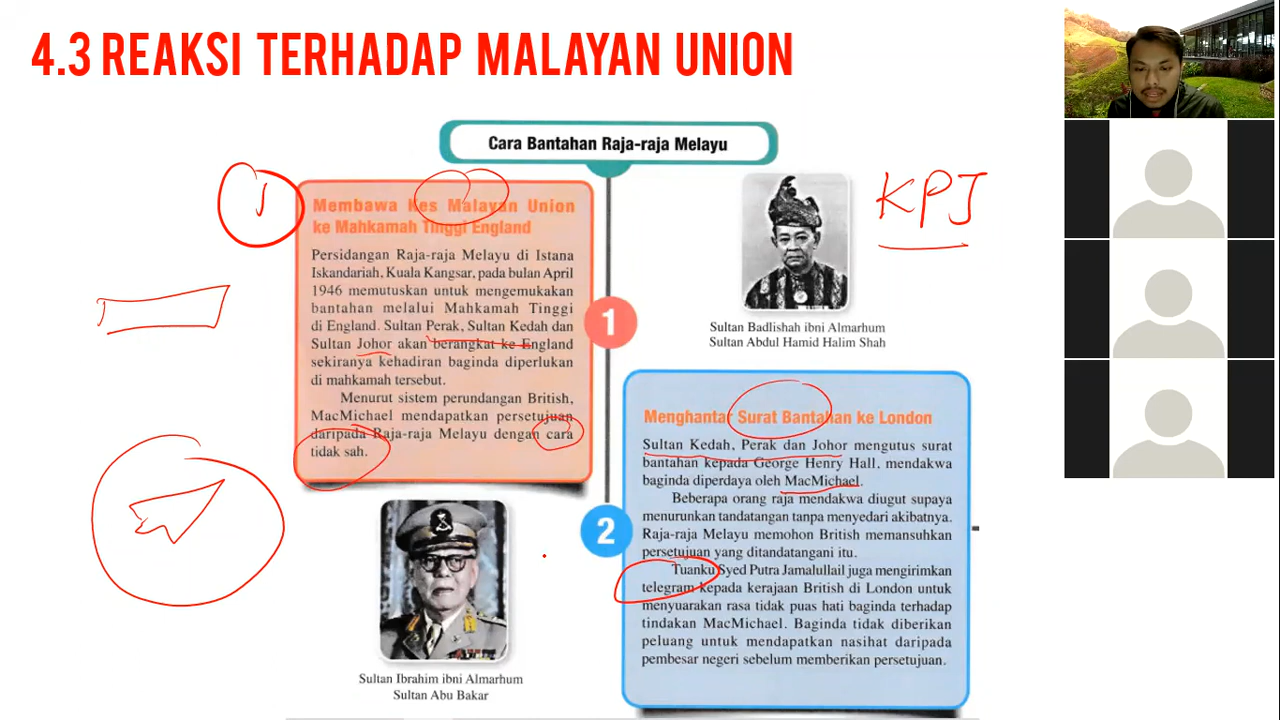 4.3 REAKSI TERHADAP MALAYAN UNION
Cara Bantahan Raja-raja Melayu
J
Membawa Kes Malayan Union
ke Mahkamah Tinggi England
Persidangan Raja-raja Melayu di Istana
Iskandariah, Kuala Kangsar, pada bulan April
1946 memutuskan untuk mengemukakan
bantahan melalui Mahkamah Tinggi
di England. Sultan Perak, Sultan Kedah dan
Sultan Johor akan berangkat ke England
sekiranya kehadiran baginda diperlukan
di mahkamah tersebut.
Menurut sistem perundangan British,
MacMichael mendapatkan persetujuan
daripada Raja-raja Melayu dengan cara
tidak sah.
1
KPJ
Sultan Badlishah ibni Almarhum
Sultan Abdul Hamid Halim Shah
2
Menghantar Surat Bantahan ke London
Sultan Kedah, Perak dan Johor mengutus surat
bantahan kepada George Henry Hall, mendakwa
baginda diperdaya oleh MacMichael.
Beberapa orang raja mendakwa diugut supaya
menurunkan tandatangan tanpa menyedari akibatnya.
Raja-raja Melayu memohon British memansuhkan
persetujuan yang ditandatangani itu.
Tuanku Syed Putra Jamalullail juga mengirimkan
telegram kepada kerajaan British di London untuk
menyuarakan rasa tidak puas hati baginda terhadap
tindakan MacMichael. Baginda tidak diberikan
peluang untuk mendapatkan nasihat daripada
pembesar negeri sebelum memberikan persetujuan.
Sultan Ibrahim ibni Almarhum
Sultan Abu Bakar